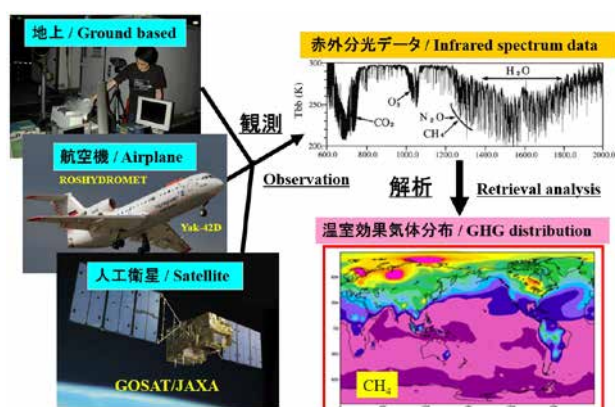 地上 / Ground based
航空機 / Airplane
ROSHYDROMET
Yak-42D
人工衛星 / Satellite
GOSAT/JAXA
観測
Observation
赤外分光データ / Infrared spectrum data
Tbb (K)
300
250
200
H₂O
O₃
CO₂
N₂O
CH₄
600.0 800.0 1000.0 1200.0 1400.0 1600.0 1800.0 2000.0
解析
Retrieval analysis
温室効果気体分布 / GHG distribution
CH₄